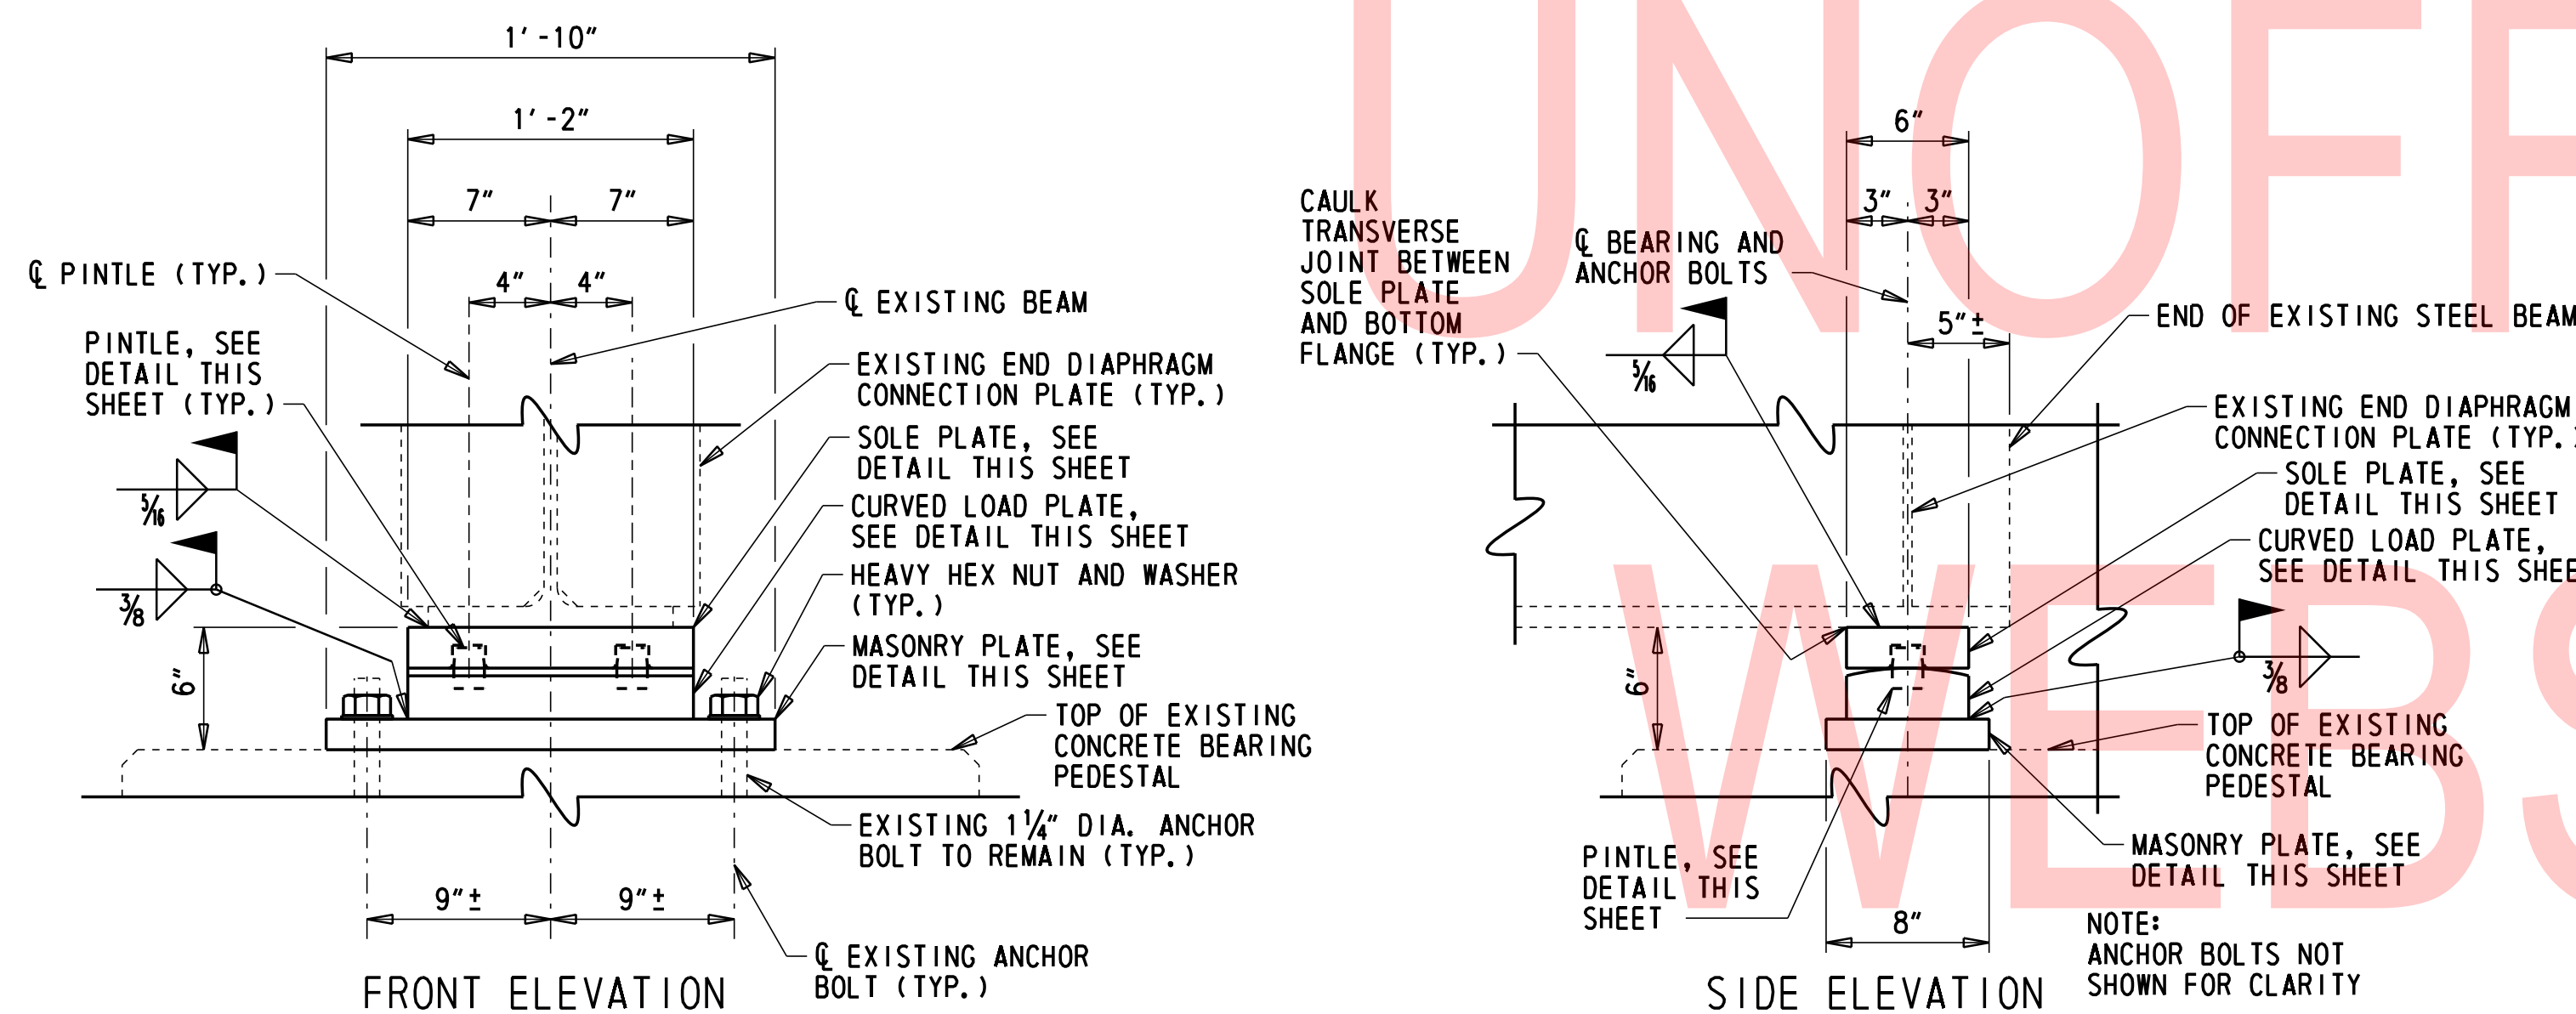 1'-10"
1'-2"
7" 7"
4" 4"
℄ PINTLE (TYP.)
PINTLE, SEE
DETAIL THIS
SHEET (TYP.)
5/16
3/8
6"
℄ EXISTING BEAM
EXISTING END DIAPHRAGM
CONNECTION PLATE (TYP.)
SOLE PLATE, SEE
DETAIL THIS SHEET
CURVED LOAD PLATE,
SEE DETAIL THIS SHEET
HEAVY HEX NUT AND WASHER
(TYP.)
MASONRY PLATE, SEE
DETAIL THIS SHEET
TOP OF EXISTING
CONCRETE BEARING
PEDESTAL
EXISTING 1 1/4" DIA. ANCHOR
BOLT TO REMAIN (TYP.)
9"± 9"±
℄ EXISTING ANCHOR
BOLT (TYP.)
FRONT ELEVATION
6"
3" 3"
CAULK
TRANSVERSE
JOINT BETWEEN
SOLE PLATE
AND BOTTOM
FLANGE (TYP.)
℄ BEARING AND
ANCHOR BOLTS
5/16
5"±
END OF EXISTING STEEL BEAM
EXISTING END DIAPHRAGM
CONNECTION PLATE (TYP.
SOLE PLATE, SEE
DETAIL THIS SHEET
CURVED LOAD PLATE,
SEE DETAIL THIS SHEE
3/8
6"
TOP OF EXISTING
CONCRETE BEARING
PEDESTAL
MASONRY PLATE, SEE
DETAIL THIS SHEET
PINTLE, SEE
DETAIL THIS
SHEET
8"
NOTE:
ANCHOR BOLTS NOT
SHOWN FOR CLARITY
SIDE ELEVATION
UNOFF
WEBS